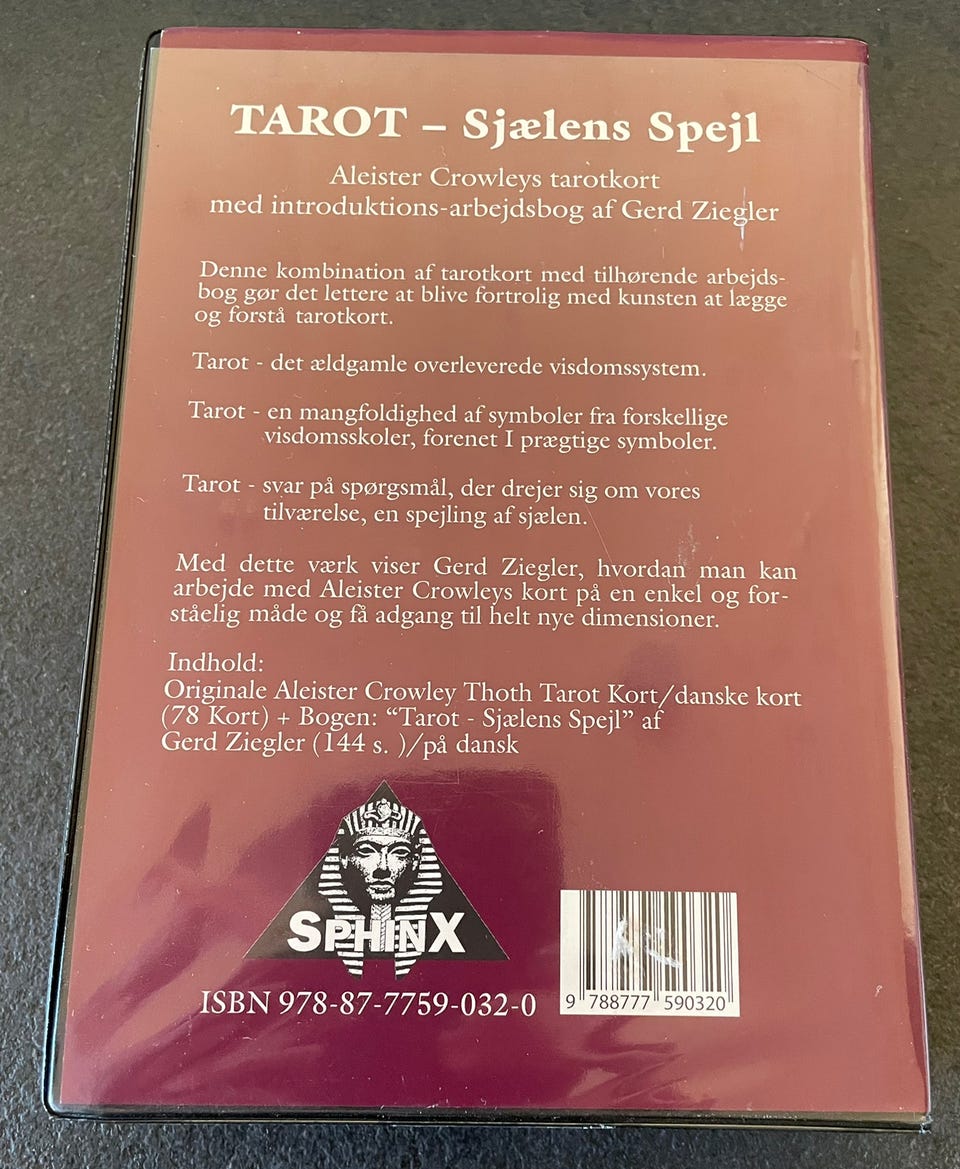 TAROT – Sjælens Spejl
Aleister Crowleys tarotkort
med introduktions-arbejdsbog af Gerd Ziegler
Denne kombination af tarotkort med tilhørende arbejds-
bog gør det lettere at blive fortrolig med kunsten at lægge
og forstå tarotkort.
Tarot - det ældgamle overleverede visdomssystem.
Tarot - en mangfoldighed af symboler fra forskellige
visdomsskoler, forenet I prægtige symboler.
Tarot - svar på spørgsmål, der drejer sig om vores
tilværelse, en spejling af sjælen.
Med dette værk viser Gerd Ziegler, hvordan man kan
arbejde med Aleister Crowleys kort på en enkel og for-
ståelig måde og få adgang til helt nye dimensioner.
Indhold:
Originale Aleister Crowley Thoth Tarot Kort/danske kort
(78 Kort) + Bogen: “Tarot - Sjælens Spejl” af
Gerd Ziegler (144 s. )/på dansk
SPHINX
ISBN 978-87-7759-032-0
9 788777 590320